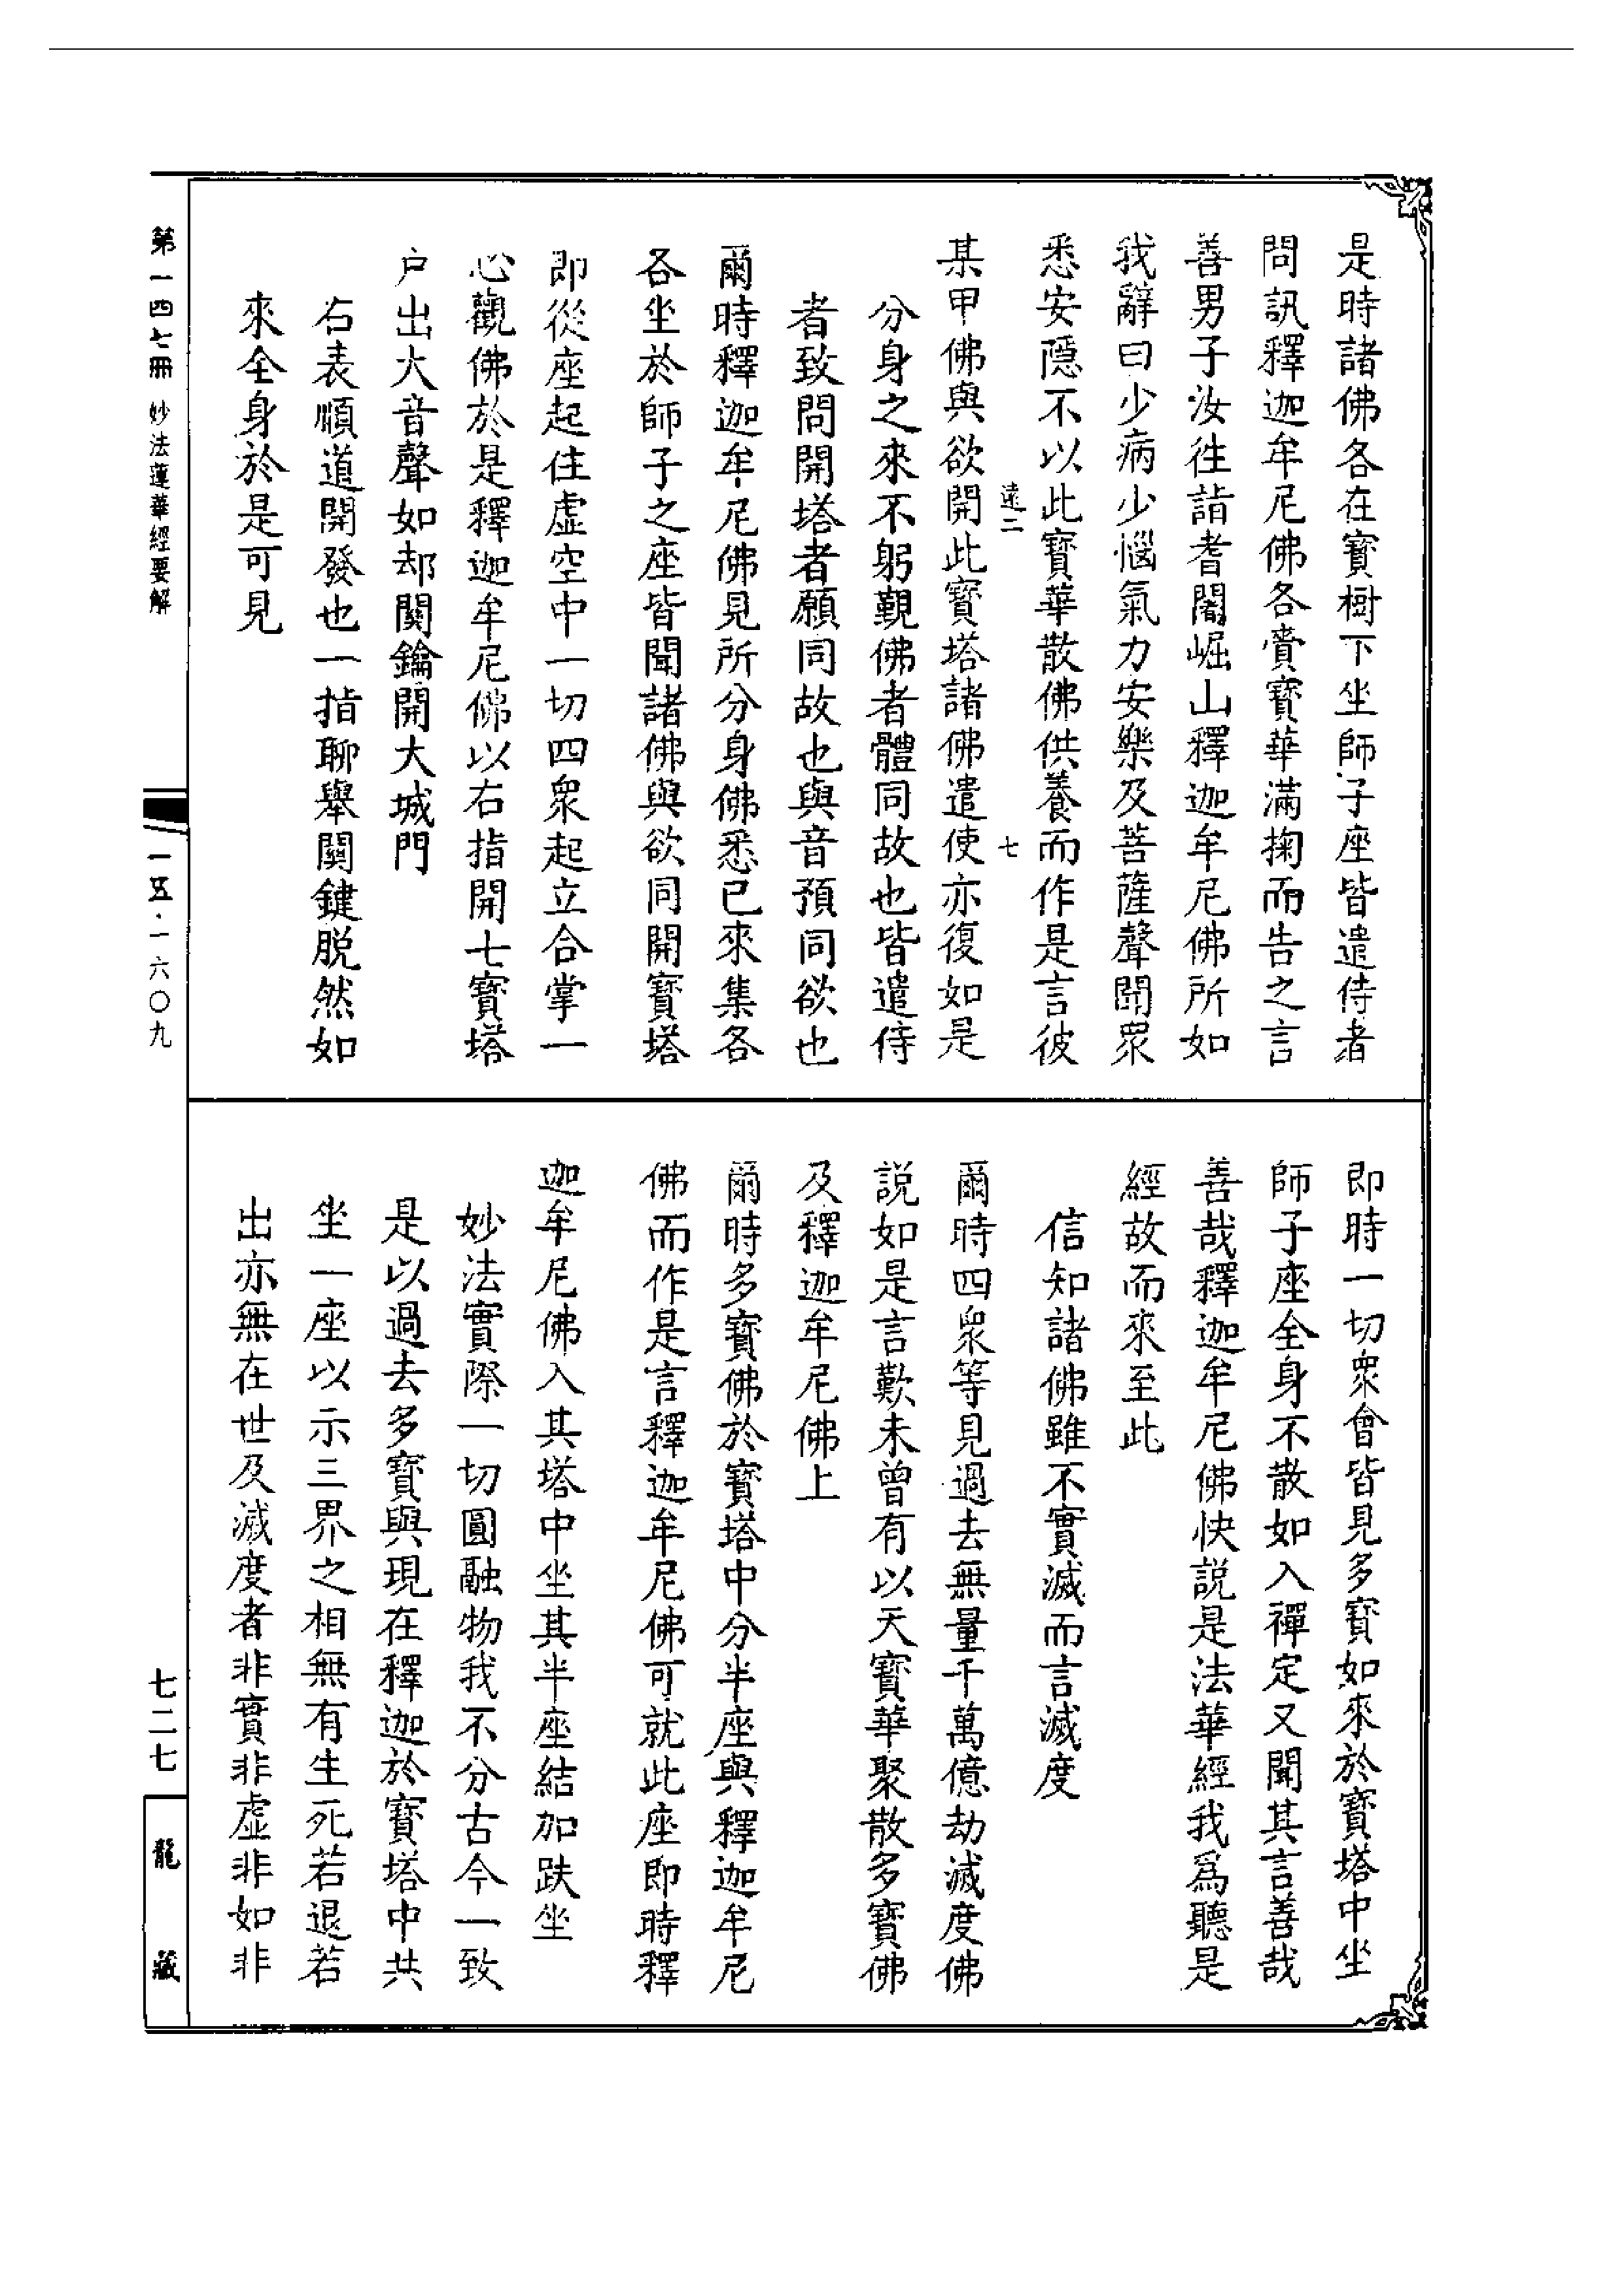 是時諸佛各在寶樹下坐師子座皆遣侍者
問訊釋迦牟尼佛各賫寶華滿掬而告之言
善男子汝往詣耆闍崛山釋迦牟尼佛所如
我辭曰少病少惱氣力安樂及菩薩聲聞眾
悉安隱不以此寶華散佛供養而作是言彼
遠二 七
某甲佛與欲開此寶塔諸佛遣使亦復如是
分身之來不躬覲佛者體同故也皆遣侍
者致問開塔者願同故也與音預同欲也
爾時釋迦牟尼佛見所分身佛悉已來集各
各坐於師子之座皆聞諸佛與欲同開寶塔
即從座起住虛空中一切四眾起立合掌一
心觀佛於是釋迦牟尼佛以右指開七寶塔
户出大音聲如却關鑰開大城門
右表順道開發也一指聊舉關鍵脫然如
來全身於是可見
即時一切眾會皆見多寶如來於寶塔中坐
師子座全身不散如入禪定又聞其言善哉
善哉釋迦牟尼佛快説是法華經我爲聽是
經故而來至此
信知諸佛雖不實滅而言滅度
爾時四眾等見過去無量千萬億劫滅度佛
説如是言歎未曾有以天寶華聚散多寶佛
及釋迦牟尼佛上
爾時多寶佛於寶塔中分半座與釋迦牟尼
佛而作是言釋迦牟尼佛可就此座即時釋
迦牟尼佛入其塔中坐其半座結加趺坐
妙法實際一切圓融物我不分古今一致
是以過去多寶與現在釋迦於寶塔中共
坐一座以示三界之相無有生死若退若
出亦無在世及滅度者非實非虛非如非
第一四七冊 妙法蓮華經要解
一五·一六〇九
七二七
龍藏